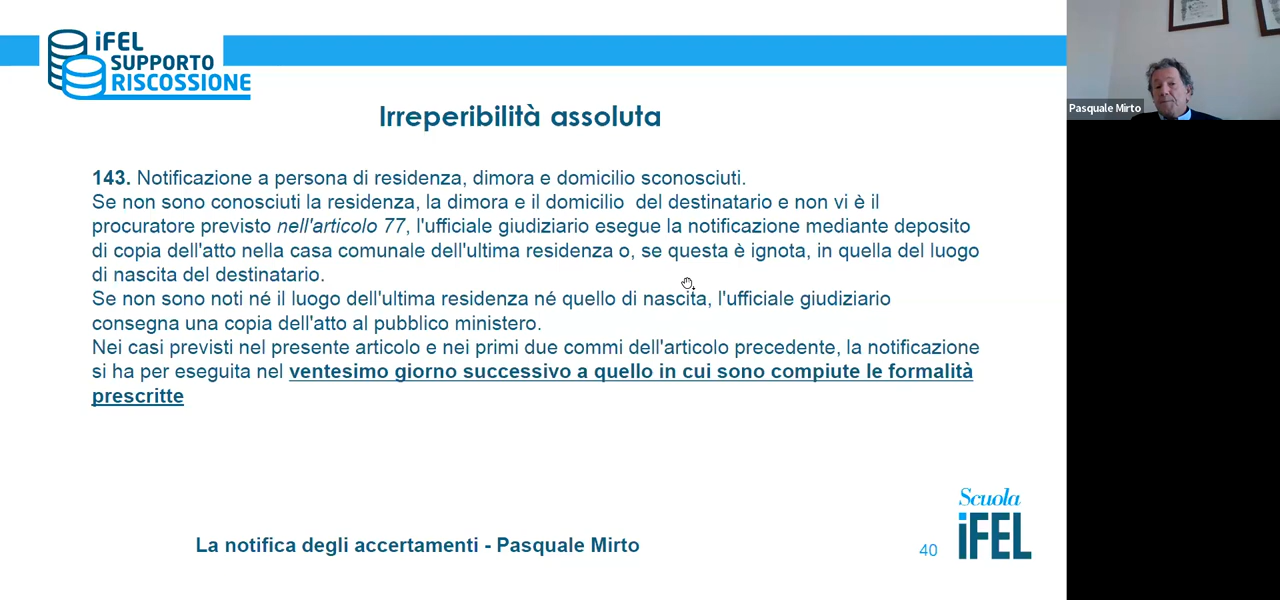 iFEL
SUPPORTO
RISCOSSIONE
Irreperibilità assoluta
Pasquale Mirto
143. Notificazione a persona di residenza, dimora e domicilio sconosciuti.
Se non sono conosciuti la residenza, la dimora e il domicilio del destinatario e non vi è il
procuratore previsto nell'articolo 77, l'ufficiale giudiziario esegue la notificazione mediante deposito
di copia dell'atto nella casa comunale dell'ultima residenza o, se questa è ignota, in quella del luogo
di nascita del destinatario.
Se non sono noti né il luogo dell'ultima residenza né quello di nascita, l'ufficiale giudiziario
consegna una copia dell'atto al pubblico ministero.
Nei casi previsti nel presente articolo e nei primi due commi dell'articolo precedente, la notificazione
si ha per eseguita nel ventesimo giorno successivo a quello in cui sono compiute le formalità
prescritte
La notifica degli accertamenti - Pasquale Mirto
40
Scuola
iFEL